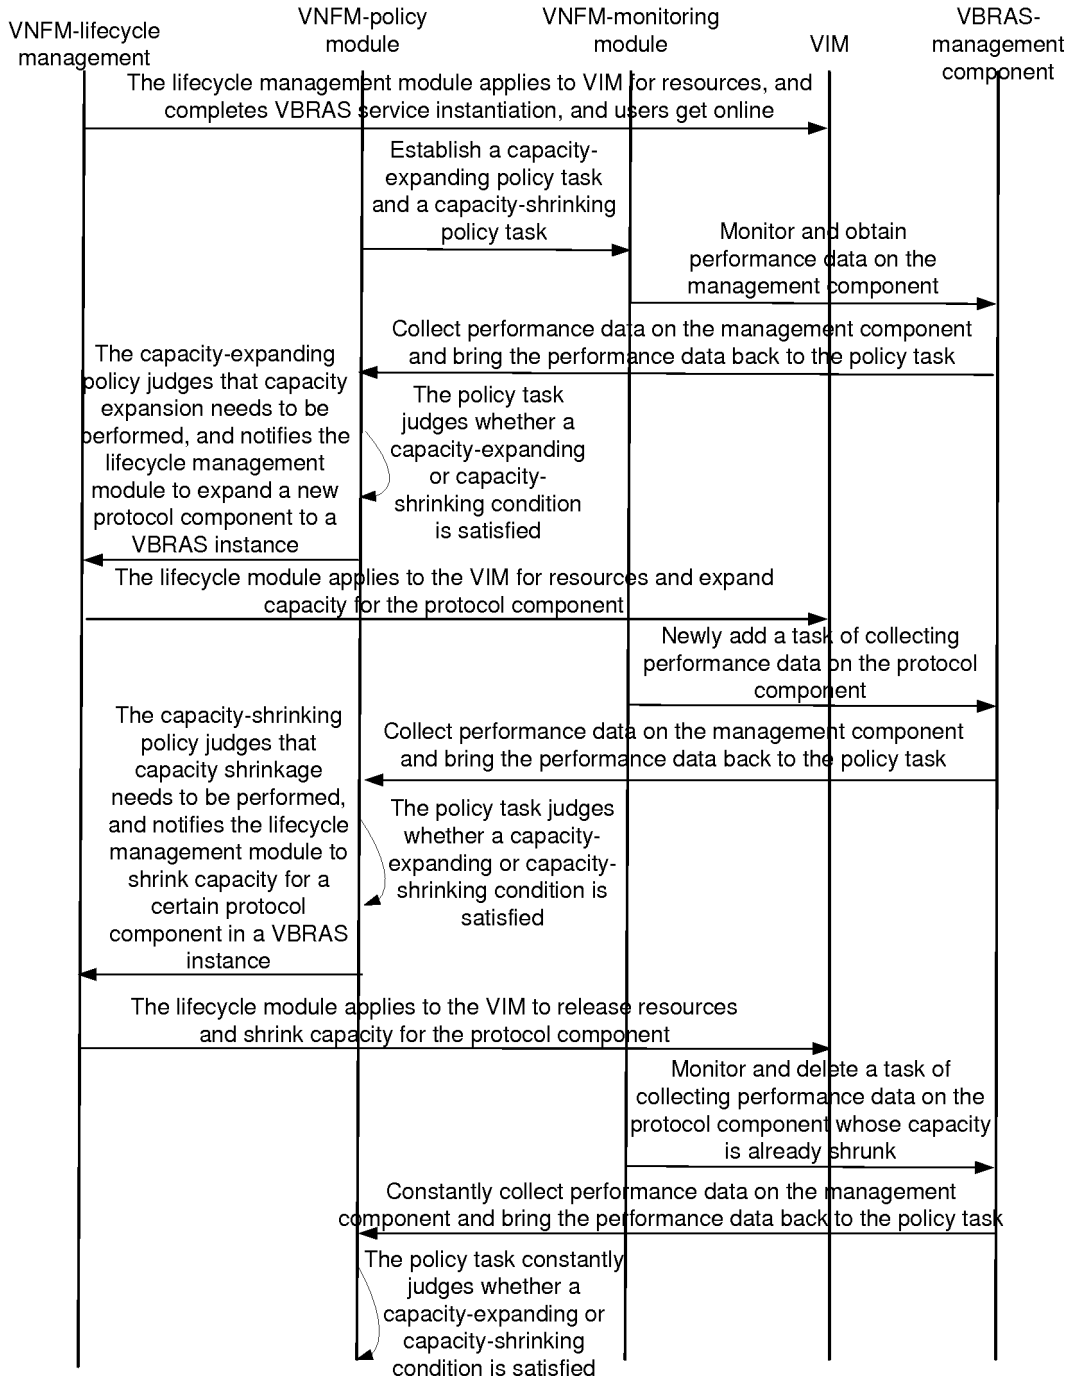 VNFM-lifecycle
management
VNFM-policy
module
VNFM-monitoring
module
VIM
VBRAS-
management
component
The lifecycle management module applies to VIM for resources, and
completes VBRAS service instantiation, and users get online
Establish a capacity-
expanding policy task
and a capacity-shrinking
policy task
Monitor and obtain
performance data on the
management component
Collect performance data on the management component
and bring the performance data back to the policy task
The capacity-expanding
policy judges that capacity
expansion needs to be
performed, and notifies the
lifecycle management
module to expand a new
protocol component to a
VBRAS instance
The policy task
judges whether a
capacity-expanding
or capacity-
shrinking condition
is satisfied
The lifecycle module applies to the VIM for resources and expand
capacity for the protocol component
Newly add a task of collecting
performance data on the protocol
component
The capacity-shrinking
policy judges that
capacity shrinkage
needs to be performed,
and notifies the lifecycle
management module to
shrink capacity for a
certain protocol
component in a VBRAS
instance
Collect performance data on the management component
and bring the performance data back to the policy task
The policy task judges
whether a capacity-
expanding or capacity-
shrinking condition is
satisfied
The lifecycle module applies to the VIM to release resources
and shrink capacity for the protocol component
Monitor and delete a task of
collecting performance data on the
protocol component whose capacity
is already shrunk
Constantly collect performance data on the management
component and bring the performance data back to the policy task
The policy task constantly
judges whether a
capacity-expanding or
capacity-shrinking
condition is satisfied